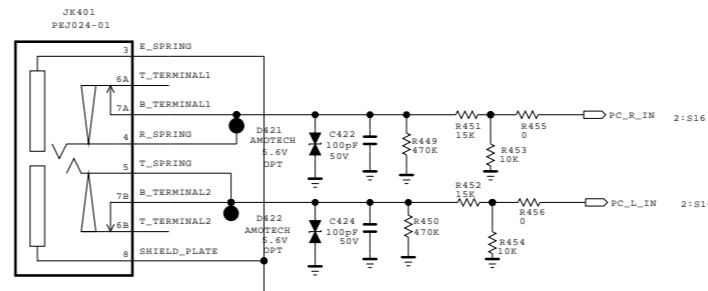 JK401
PEJ024-01
3 E_SPRING
6A T_TERMINAL1
7A B_TERMINAL1
4 R_SPRING
5 T_SPRING
7B B_TERMINAL2
6B T_TERMINAL2
8 SHIELD_PLATE
D421
AMOTECH
5.6V
OPT
C422
100pF
50V
R449
470K
R451
15K
R455
0
R453
10K
PC_R_IN 2:S16
D422
AMOTECH
5.6V
OPT
C424
100pF
50V
R450
470K
R452
15K
R456
0
R454
10K
PC_L_IN